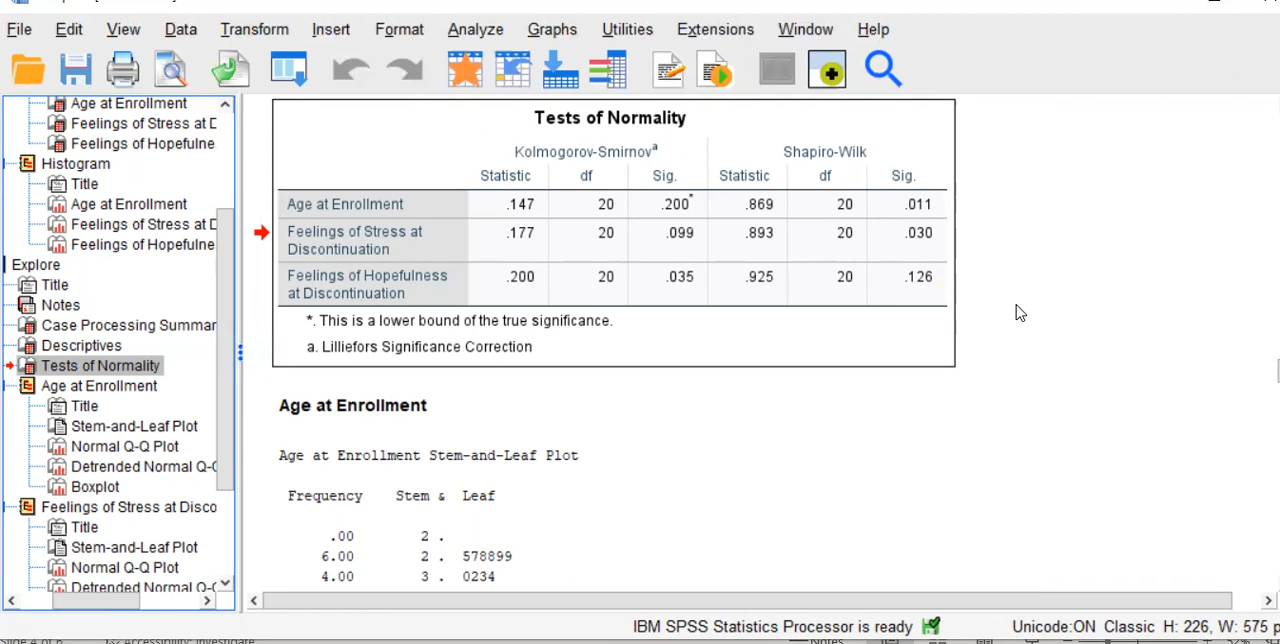 File Edit View Data Transform Insert Format Analyze Graphs Utilities Extensions Window Help
Age at Enrollment
Feelings of Stress at D
Feelings of Hopefulne
Histogram
Title
Age at Enrollment
Feelings of Stress at D
Feelings of Hopefulne
Explore
Title
Notes
Case Processing Summar
Descriptives
Tests of Normality
Age at Enrollment
Title
Stem-and-Leaf Plot
Normal Q-Q Plot
Detrended Normal Q-
Boxplot
Feelings of Stress at Disco
Title
Stem-and-Leaf Plot
Normal Q-Q Plot
Detrended Normal Q-
Tests of Normality
Kolmogorov-Smirnov a Shapiro-Wilk
Statistic df Sig. Statistic df Sig.
Age at Enrollment .147 20 .200* .869 20 .011
Feelings of Stress at Discontinuation .177 20 .099 .893 20 .030
Feelings of Hopefulness at Discontinuation .200 20 .035 .925 20 .126
*. This is a lower bound of the true significance.
a. Lilliefors Significance Correction
Age at Enrollment
Age at Enrollment Stem-and-Leaf Plot
Frequency Stem & Leaf
.00 2 .
6.00 2 . 578899
4.00 3 . 0234
IBM SPSS Statistics Processor is ready Unicode:ON Classic H: 226, W: 575 p